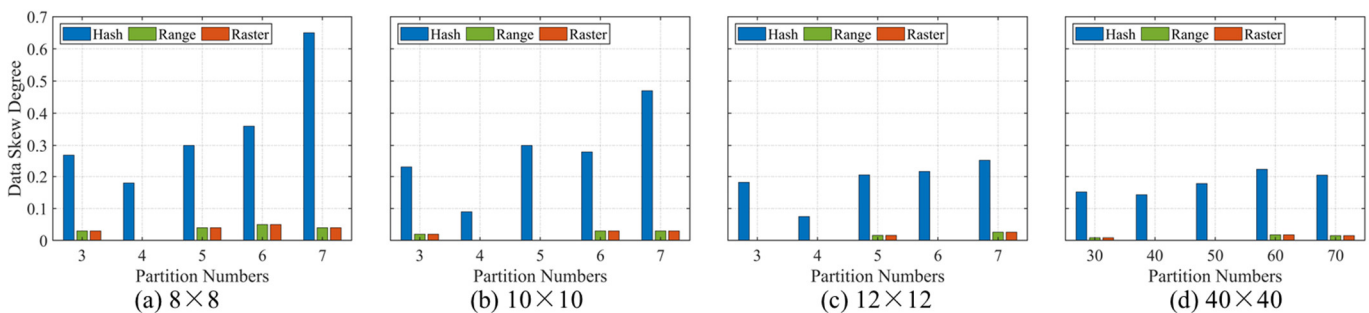 Data Skew Degree
0.7
0.6
0.5
0.4
0.3
0.2
0.1
0
Hash Range Raster
3 4 5 6 7
Partition Numbers
(a) 8×8
Hash Range Raster
3 4 5 6 7
Partition Numbers
(b) 10×10
Hash Range Raster
3 4 5 6 7
Partition Numbers
(c) 12×12
Hash Range Raster
30 40 50 60 70
Partition Numbers
(d) 40×40